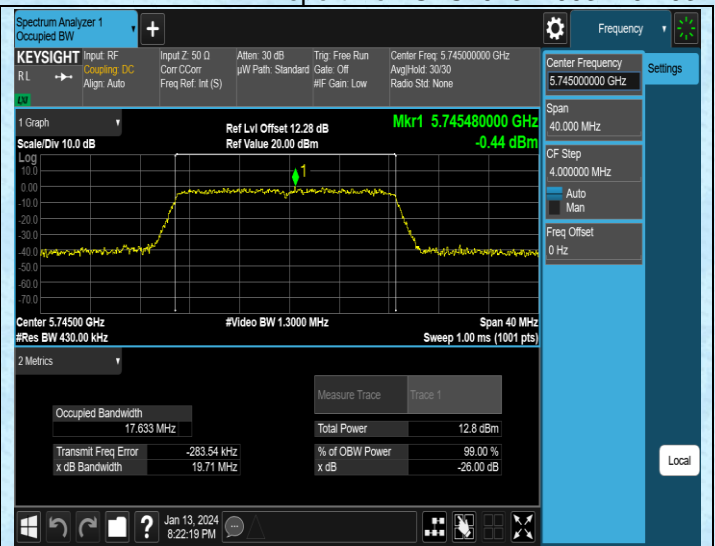 Spectrum Analyzer 1
Occupied BW
+
Frequency
KEYSIGHT
RL
LXI
Input: RF
Coupling: DC
Align: Auto
Input Z: 50 Ω
Corr CCorr
Freq Ref: Int (S)
Atten: 30 dB
µW Path: Standard
Trig: Free Run
Gate: Off
#IF Gain: Low
Center Freq: 5.745000000 GHz
Avg|Hold: 30/30
Radio Std: None
Center Frequency
5.745000000 GHz
Settings
Span
40.000 MHz
CF Step
4.000000 MHz
Auto
Man
Freq Offset
0 Hz
1 Graph
Scale/Div 10.0 dB
Ref Lvl Offset 12.28 dB
Ref Value 20.00 dBm
Mkr1 5.745480000 GHz
-0.44 dBm
Log
10.0
0.00
-10.0
-20.0
-30.0
-40.0
-50.0
-60.0
-70.0
1
Center 5.74500 GHz
#Res BW 430.00 kHz
#Video BW 1.3000 MHz
Span 40 MHz
Sweep 1.00 ms (1001 pts)
2 Metrics
Measure Trace Trace 1
Occupied Bandwidth
17.633 MHz
Total Power 12.8 dBm
Transmit Freq Error -283.54 kHz
% of OBW Power 99.00 %
x dB Bandwidth 19.71 MHz
x dB -26.00 dB
Local
?
Jan 13, 2024
8:22:19 PM